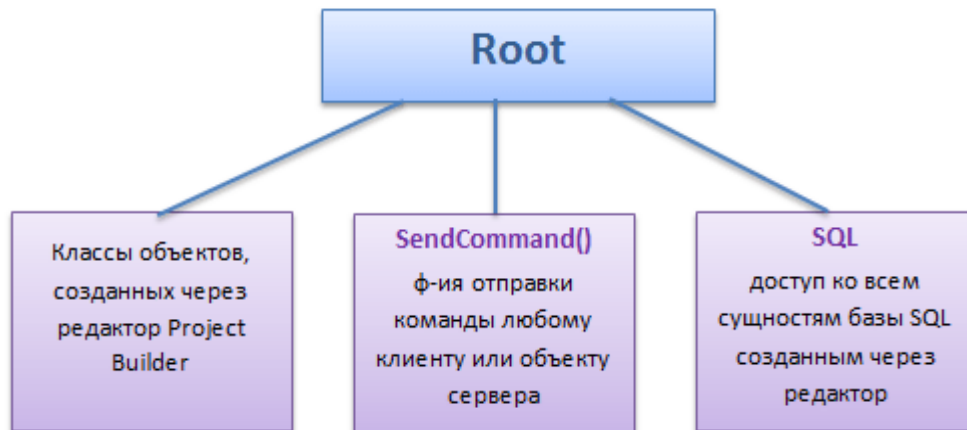 Root
Классы объектов,
созданных через
редактор Project
Builder
SendCommand()
ф-ия отправки
команды любому
клиенту или объекту
сервера
SQL
доступ ко всем
сущностям базы SQL
созданным через
редактор